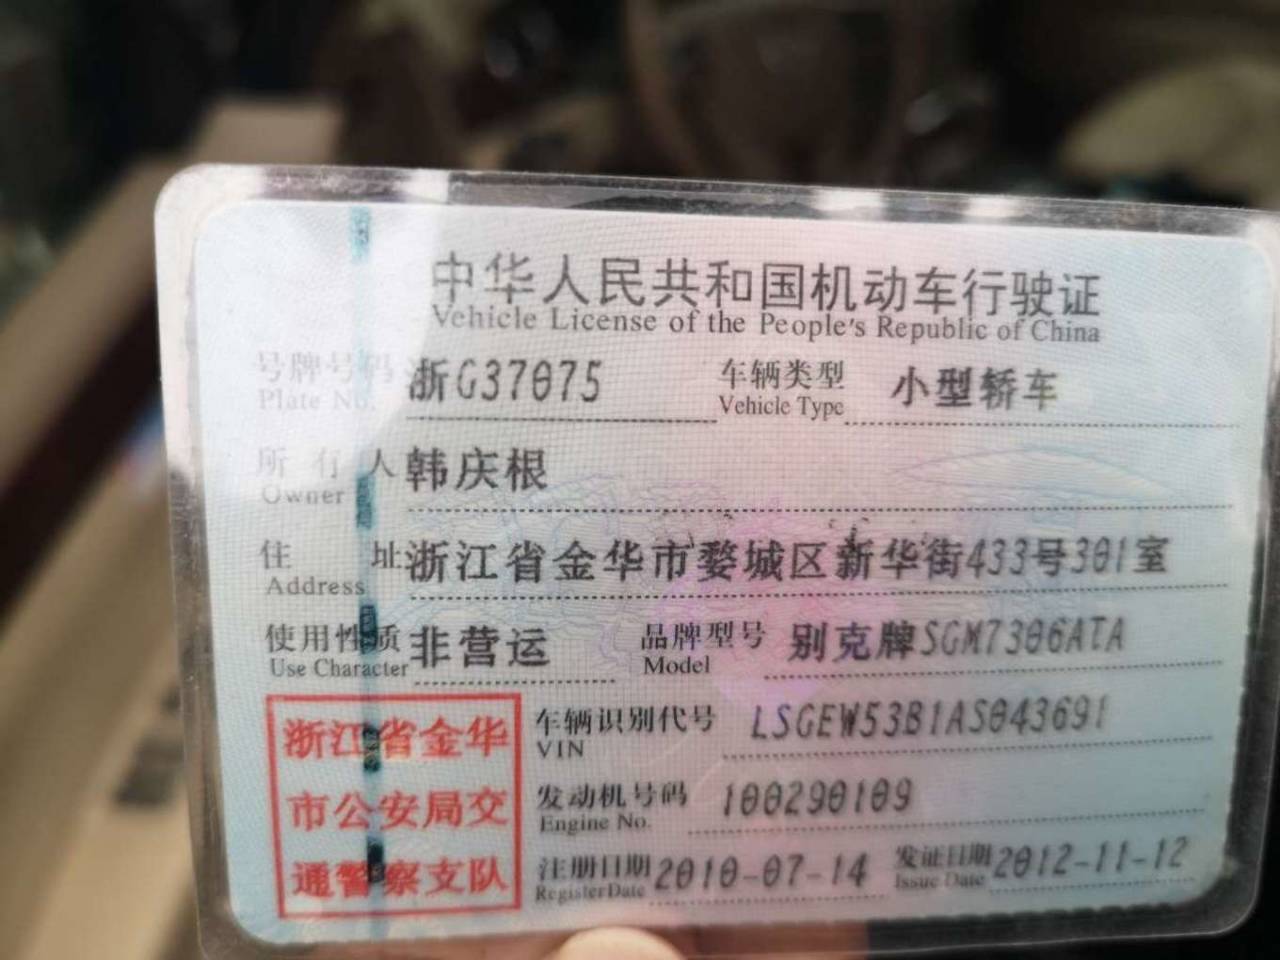 中华人民共和国机动车行驶证
Vehicle License of the People's Republic of China
号牌号码 浙G37075 车辆类型 小型轿车
Plate No. Vehicle Type
所有人 韩庆根
Owner
住址 浙江省金华市婺城区新华街433号301室
Address
使用性质 非营运 品牌型号 别克牌SGM7306ATA
Use Character Model
浙江省金华
市公安局交
通警察支队
车辆识别代号 LSGEW53B1AS043691
VIN
发动机号码 100290109
Engine No.
注册日期 2010-07-14 发证日期 2012-11-12
Register Date Issue Date